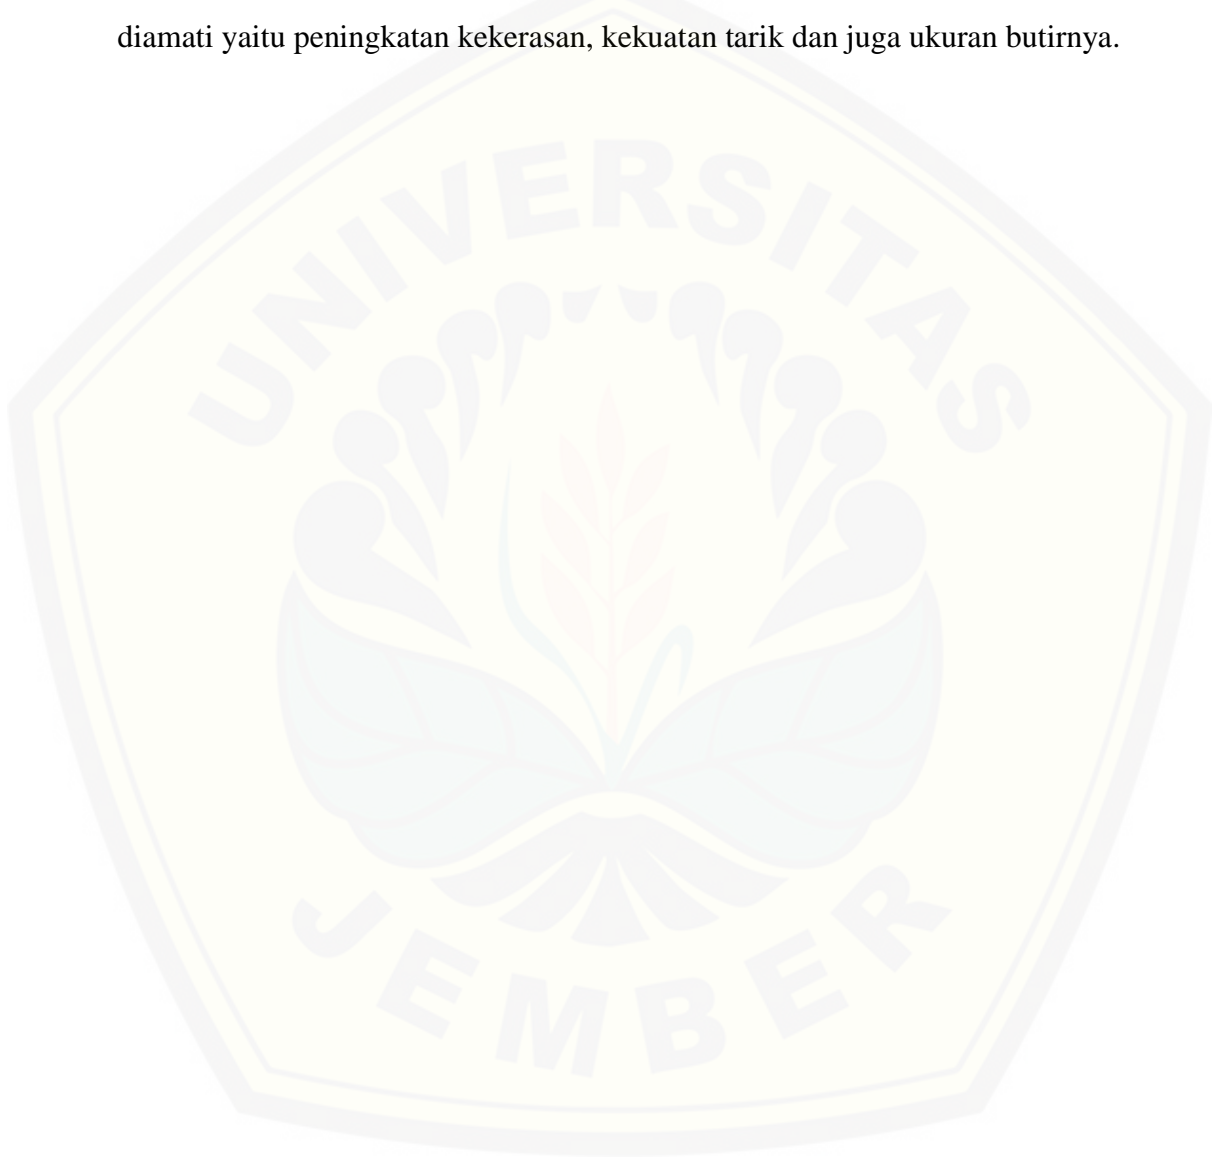 diamati yaitu peningkatan kekerasan, kekuatan tarik dan juga ukuran butirnya.
UNIVERSITAS
JEMBER